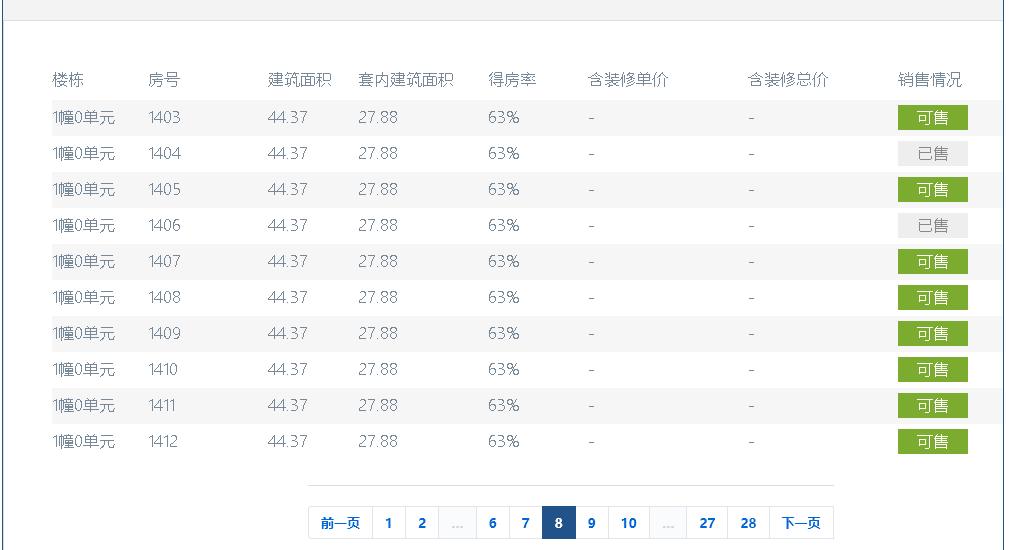 楼栋 房号 建筑面积 套内建筑面积 得房率 含装修单价 含装修总价 销售情况
1幢0单元 1403 44.37 27.88 63% - - 可售
1幢0单元 1404 44.37 27.88 63% - - 已售
1幢0单元 1405 44.37 27.88 63% - - 可售
1幢0单元 1406 44.37 27.88 63% - - 已售
1幢0单元 1407 44.37 27.88 63% - - 可售
1幢0单元 1408 44.37 27.88 63% - - 可售
1幢0单元 1409 44.37 27.88 63% - - 可售
1幢0单元 1410 44.37 27.88 63% - - 可售
1幢0单元 1411 44.37 27.88 63% - - 可售
1幢0单元 1412 44.37 27.88 63% - - 可售
前一页 1 2 ... 6 7 8 9 10 ... 27 28 下一页